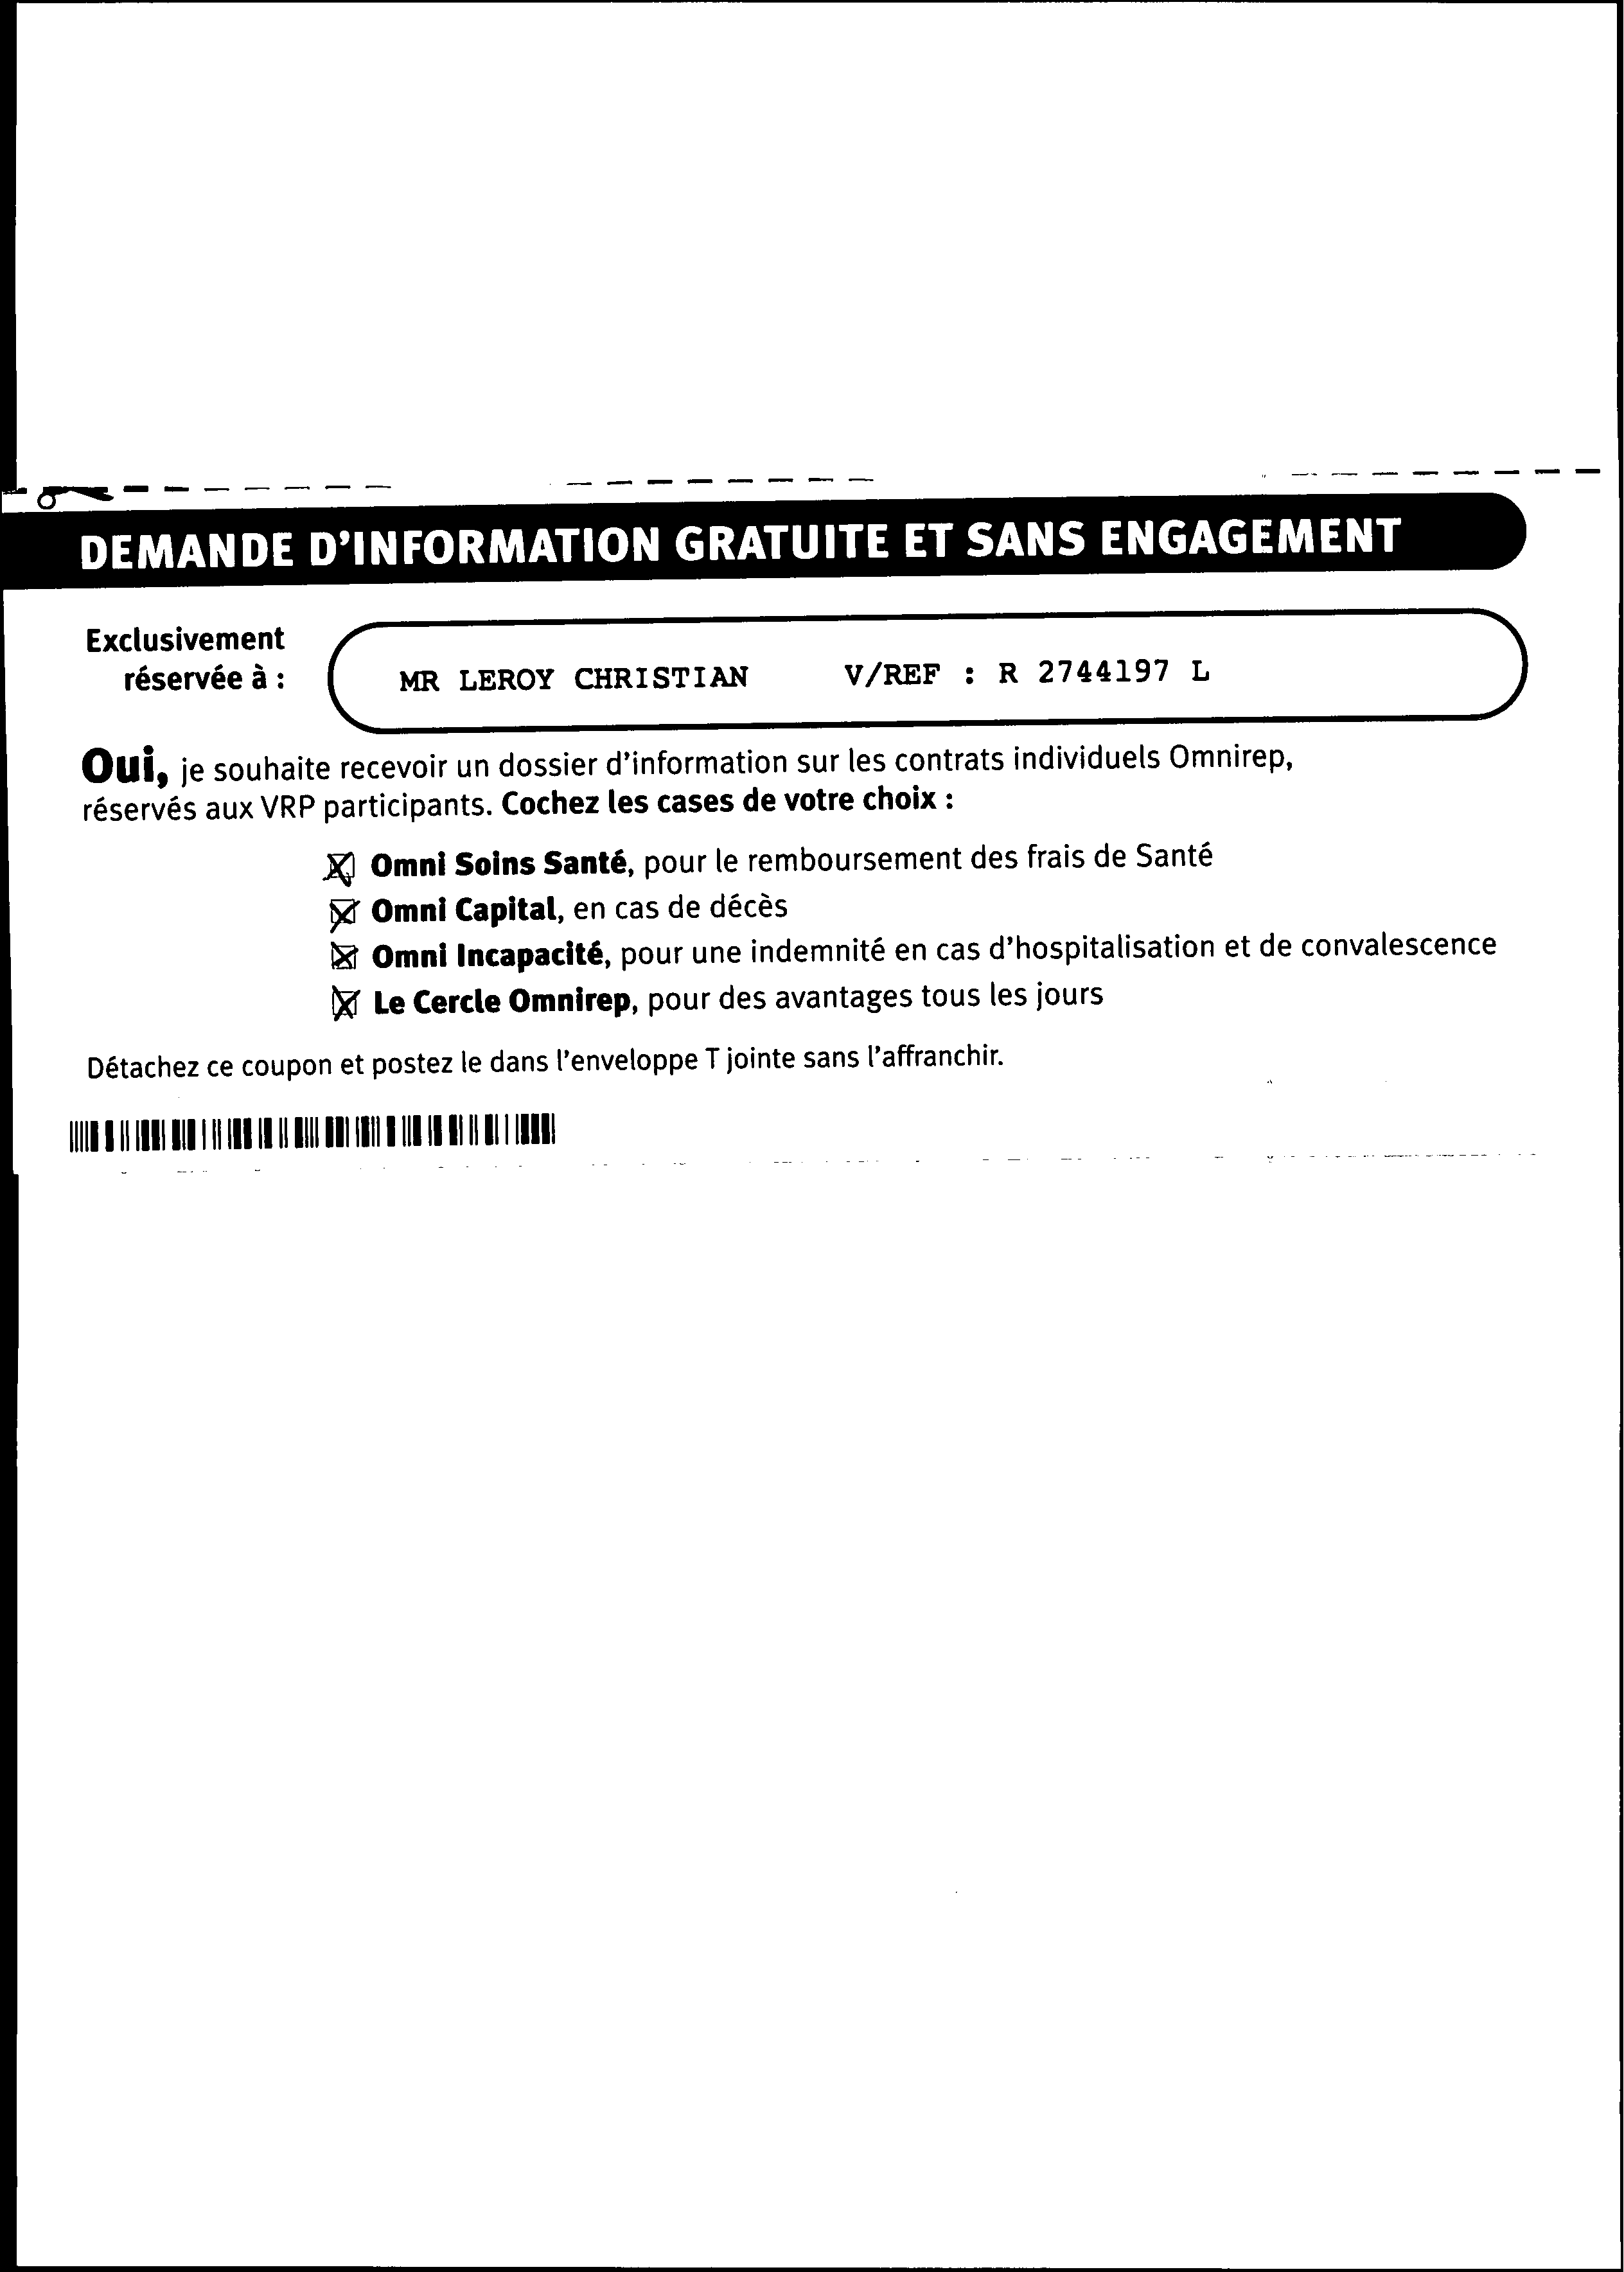 DEMANDE D'INFORMATION GRATUITE ET SANS ENGAGEMENT
Exclusivement
réservée à :
MR LEROY CHRISTIAN V/REF : R 2744197 L
Oui, je souhaite recevoir un dossier d'information sur les contrats individuels Omnirep,
réservés aux VRP participants. Cochez les cases de votre choix :
Omni Soins Santé, pour le remboursement des frais de Santé
Omni Capital, en cas de décès
Omni Incapacité, pour une indemnité en cas d'hospitalisation et de convalescence
Le Cercle Omnirep, pour des avantages tous les jours
Détachez ce coupon et postez le dans l'enveloppe T jointe sans l'affranchir.